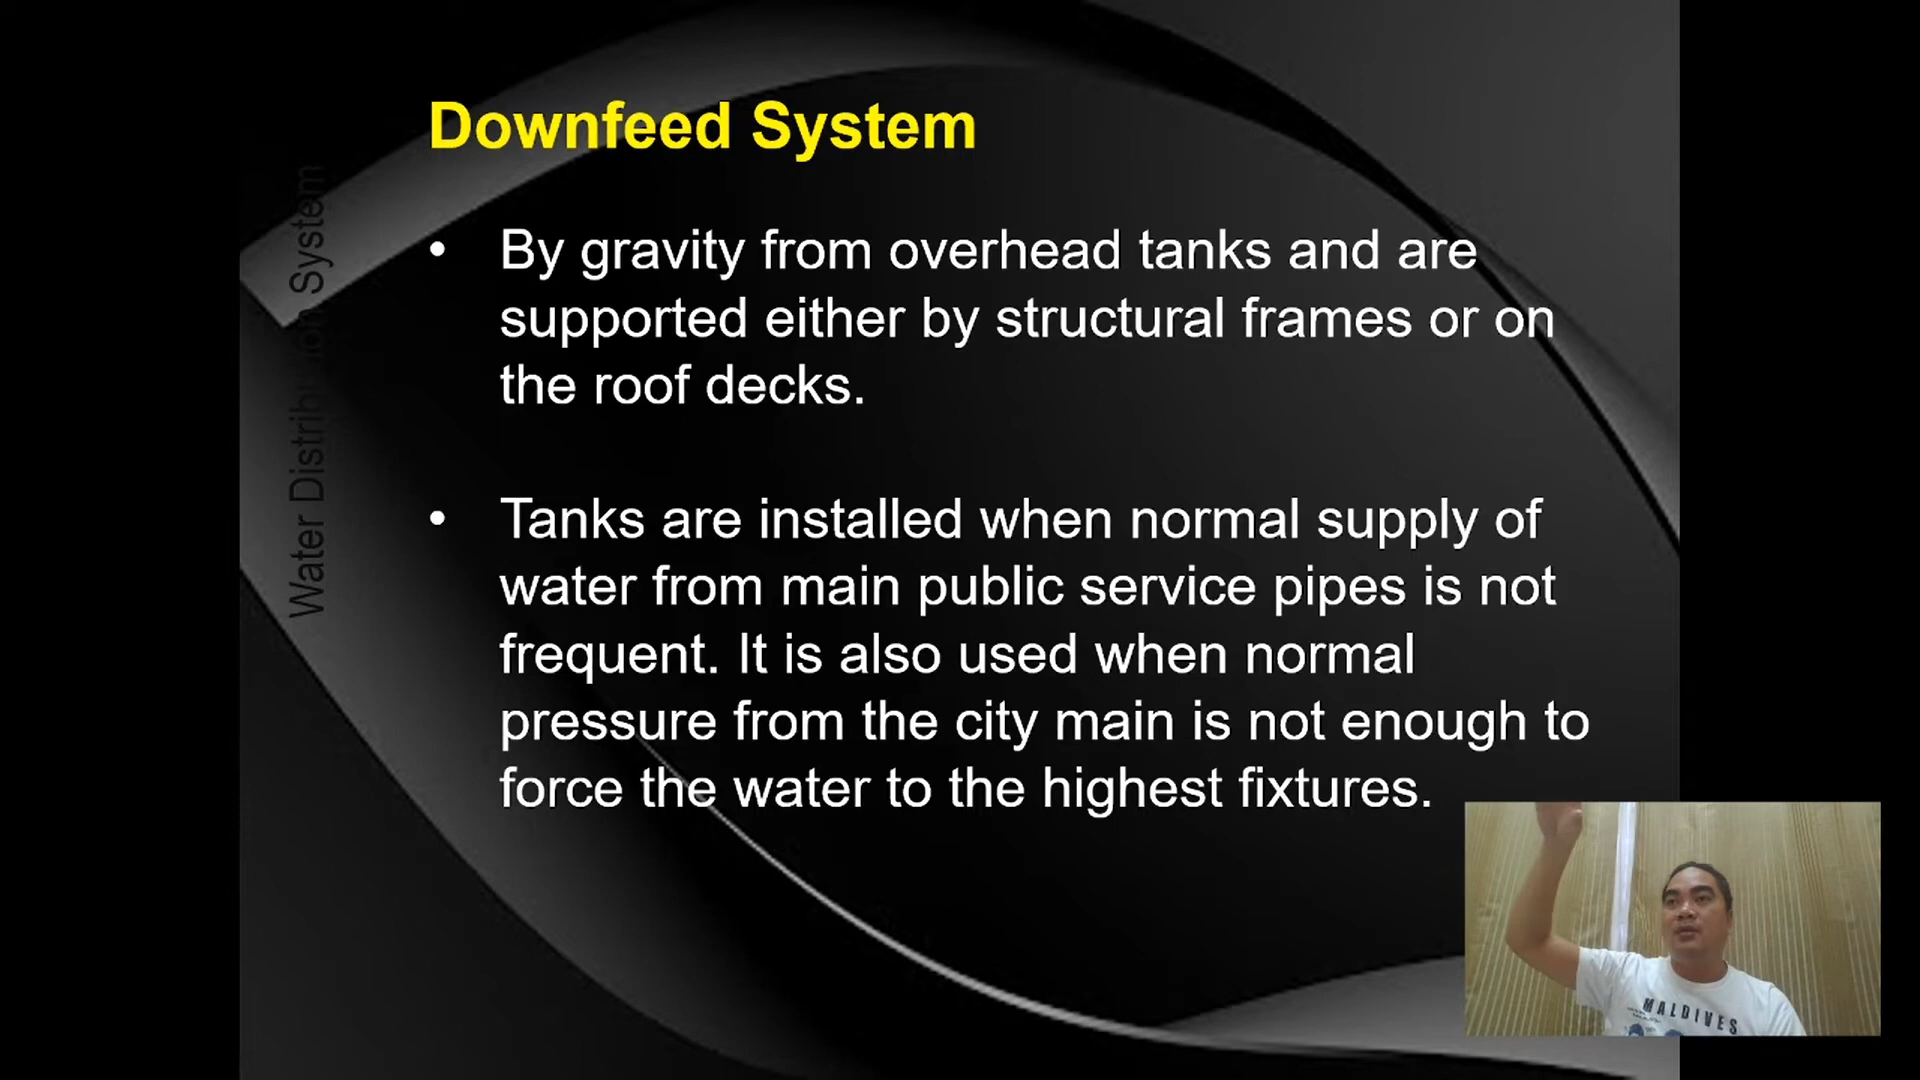 Downfeed System
• By gravity from overhead tanks and are
supported either by structural frames or on
the roof decks.
• Tanks are installed when normal supply of
water from main public service pipes is not
frequent. It is also used when normal
pressure from the city main is not enough to
force the water to the highest fixtures.
Water Distribution System
MALDIVES